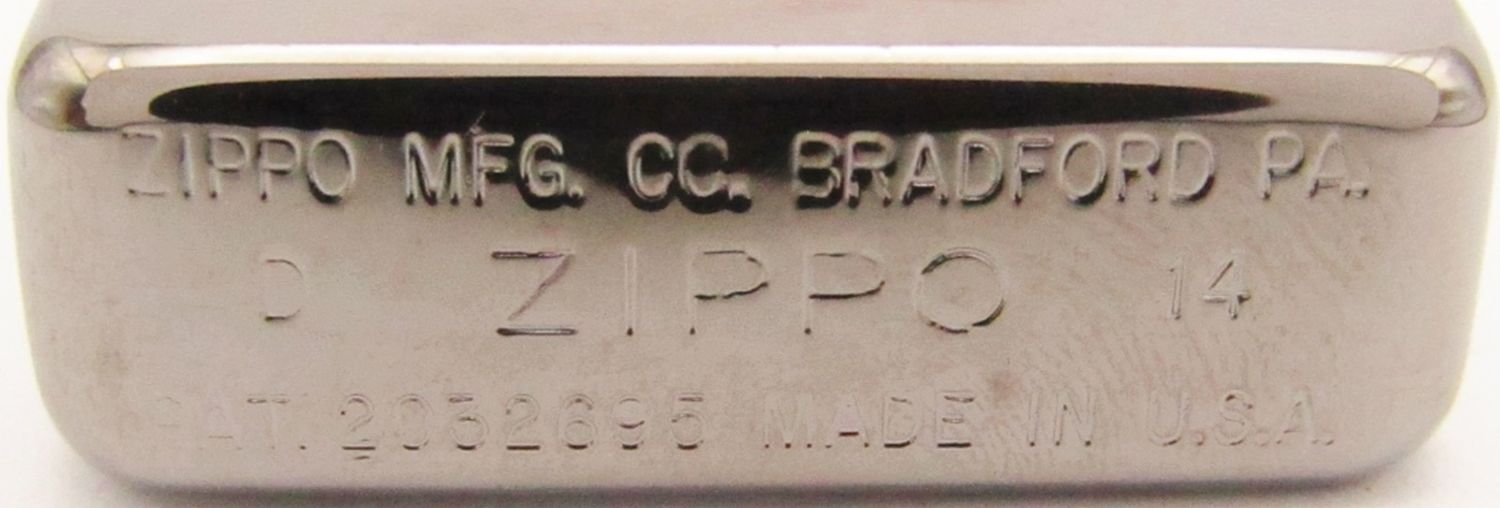 ZIPPO MFG. CO. BRADFORD PA.
D ZIPPO 14
PAT. 2032695 MADE IN U.S.A.